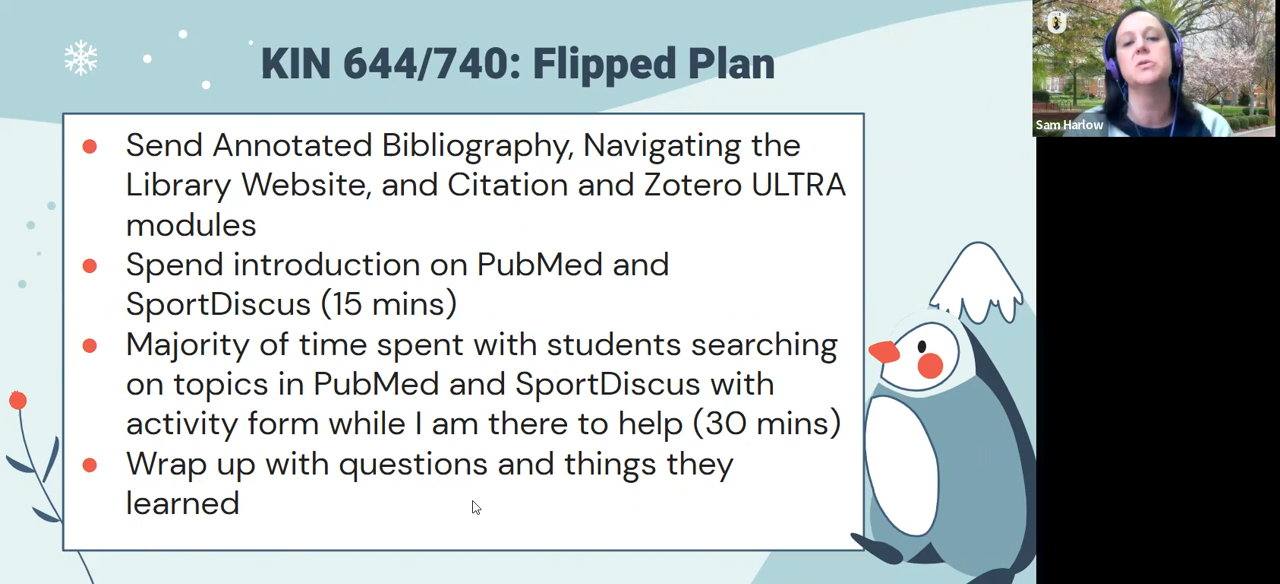 KIN 644/740: Flipped Plan
Send Annotated Bibliography, Navigating the
Library Website, and Citation and Zotero ULTRA
modules
Spend introduction on PubMed and
SportDiscus (15 mins)
Majority of time spent with students searching
on topics in PubMed and SportDiscus with
activity form while I am there to help (30 mins)
Wrap up with questions and things they
learned
Sam Harlow